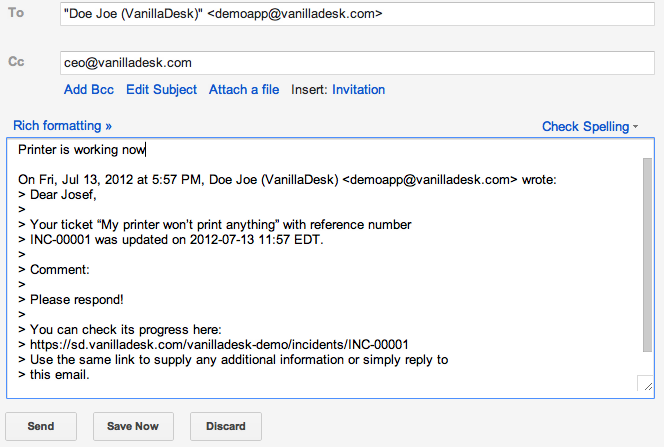 To "Doe Joe (VanillaDesk)" <demoapp@vanilladesk.com>
Cc ceo@vanilladesk.com
Add Bcc Edit Subject Attach a file Insert: Invitation
Rich formatting » Check Spelling
Printer is working now
On Fri, Jul 13, 2012 at 5:57 PM, Doe Joe (VanillaDesk) <demoapp@vanilladesk.com> wrote:
> Dear Josef,
>
> Your ticket “My printer won’t print anything” with reference number
> INC-00001 was updated on 2012-07-13 11:57 EDT.
>
> Comment:
>
> Please respond!
>
> You can check its progress here:
> https://sd.vanilladesk.com/vanilladesk-demo/incidents/INC-00001
> Use the same link to supply any additional information or simply reply to
> this email.
Send Save Now Discard